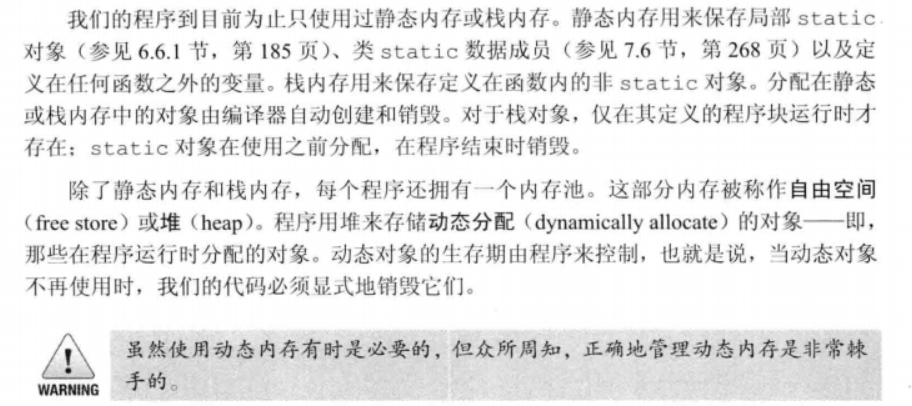 我们的程序到目前为止只使用过静态内存或栈内存。静态内存用来保存局部 static
对象（参见 6.6.1 节，第 185 页）、类 static 数据成员（参见 7.6 节，第 268 页）以及定
义在任何函数之外的变量。栈内存用来保存定义在函数内的非 static 对象。分配在静态
或栈内存中的对象由编译器自动创建和销毁。对于栈对象，仅在其定义的程序块运行时才
存在；static 对象在使用之前分配，在程序结束时销毁。
除了静态内存和栈内存，每个程序还拥有一个内存池。这部分内存被称作自由空间
（free store）或堆（heap）。程序用堆来存储动态分配（dynamically allocate）的对象——即，
那些在程序运行时分配的对象。动态对象的生存期由程序来控制，也就是说，当动态对象
不再使用时，我们的代码必须显式地销毁它们。
虽然使用动态内存有时是必要的，但众所周知，正确地管理动态内存是非常棘
手的。
WARNING